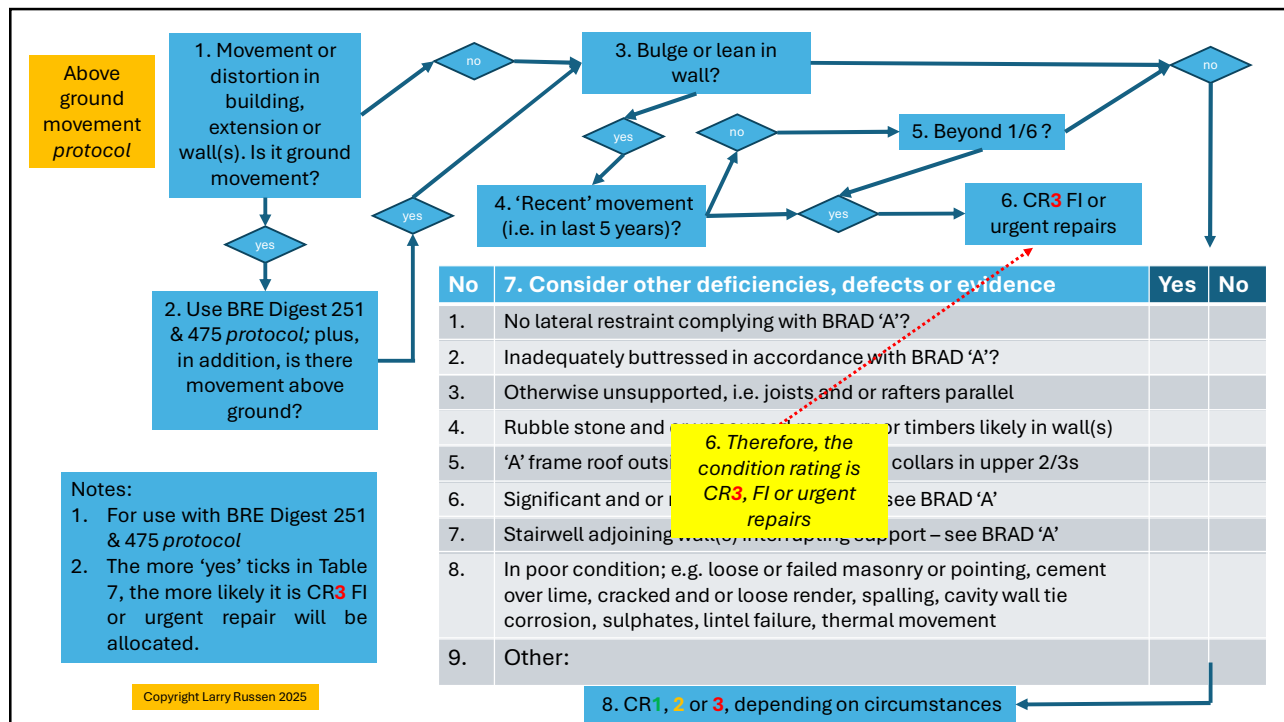 Above
ground
movement
protocol
1. Movement or
distortion in
building,
extension or
wall(s). Is it ground
movement?
no
yes
2. Use BRE Digest 251
& 475 protocol; plus,
in addition, is there
movement above
ground?
yes
3. Bulge or lean in
wall?
no
yes
4. ‘Recent’ movement
(i.e. in last 5 years)?
no
yes
5. Beyond 1/6 ?
6. CR3 FI or
urgent repairs
No 7. Consider other deficiencies, defects or evidence Yes No
1. No lateral restraint complying with BRAD ‘A’?
2. Inadequately buttressed in accordance with BRAD ‘A’?
3. Otherwise unsupported, i.e. joists and or rafters parallel
4. Rubble stone and or masonry or timbers likely in wall(s)
5. ‘A’ frame roof collars in upper 2/3s
6. Significant and or see BRAD ‘A’
7. Stairwell adjoining wall(s) interrupting support – see BRAD ‘A’
8. In poor condition; e.g. loose or failed masonry or pointing, cement
over lime, cracked and or loose render, spalling, cavity wall tie
corrosion, sulphates, lintel failure, thermal movement
9. Other:
6. Therefore, the
condition rating is
CR3, FI or urgent
repairs
8. CR1, 2 or 3, depending on circumstances
Notes:
1. For use with BRE Digest 251
& 475 protocol
2. The more ‘yes’ ticks in Table
7, the more likely it is CR3 FI
or urgent repair will be
allocated.
Copyright Larry Russen 2025